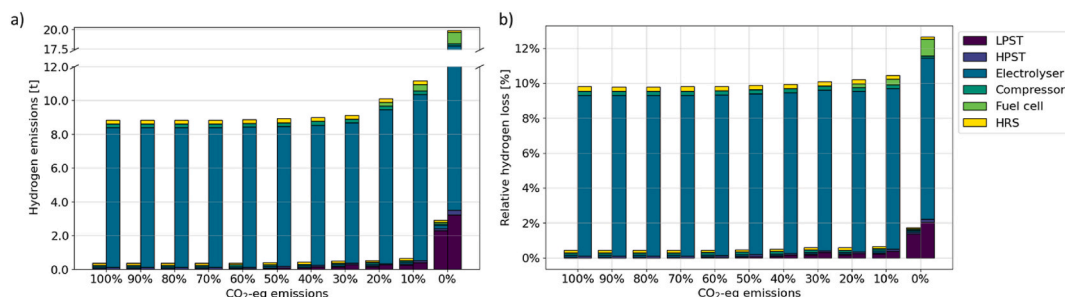 a)
Hydrogen emissions [t]
20.0
17.5
12.0
10.0
8.0
6.0
4.0
2.0
0.0
100% 90% 80% 70% 60% 50% 40% 30% 20% 10% 0%
CO₂-eq emissions
b)
Relative hydrogen loss [%]
12%
10%
8%
6%
4%
2%
0%
100% 90% 80% 70% 60% 50% 40% 30% 20% 10% 0%
CO₂-eq emissions
LPST
HPST
Electrolyser
Compressor
Fuel cell
HRS